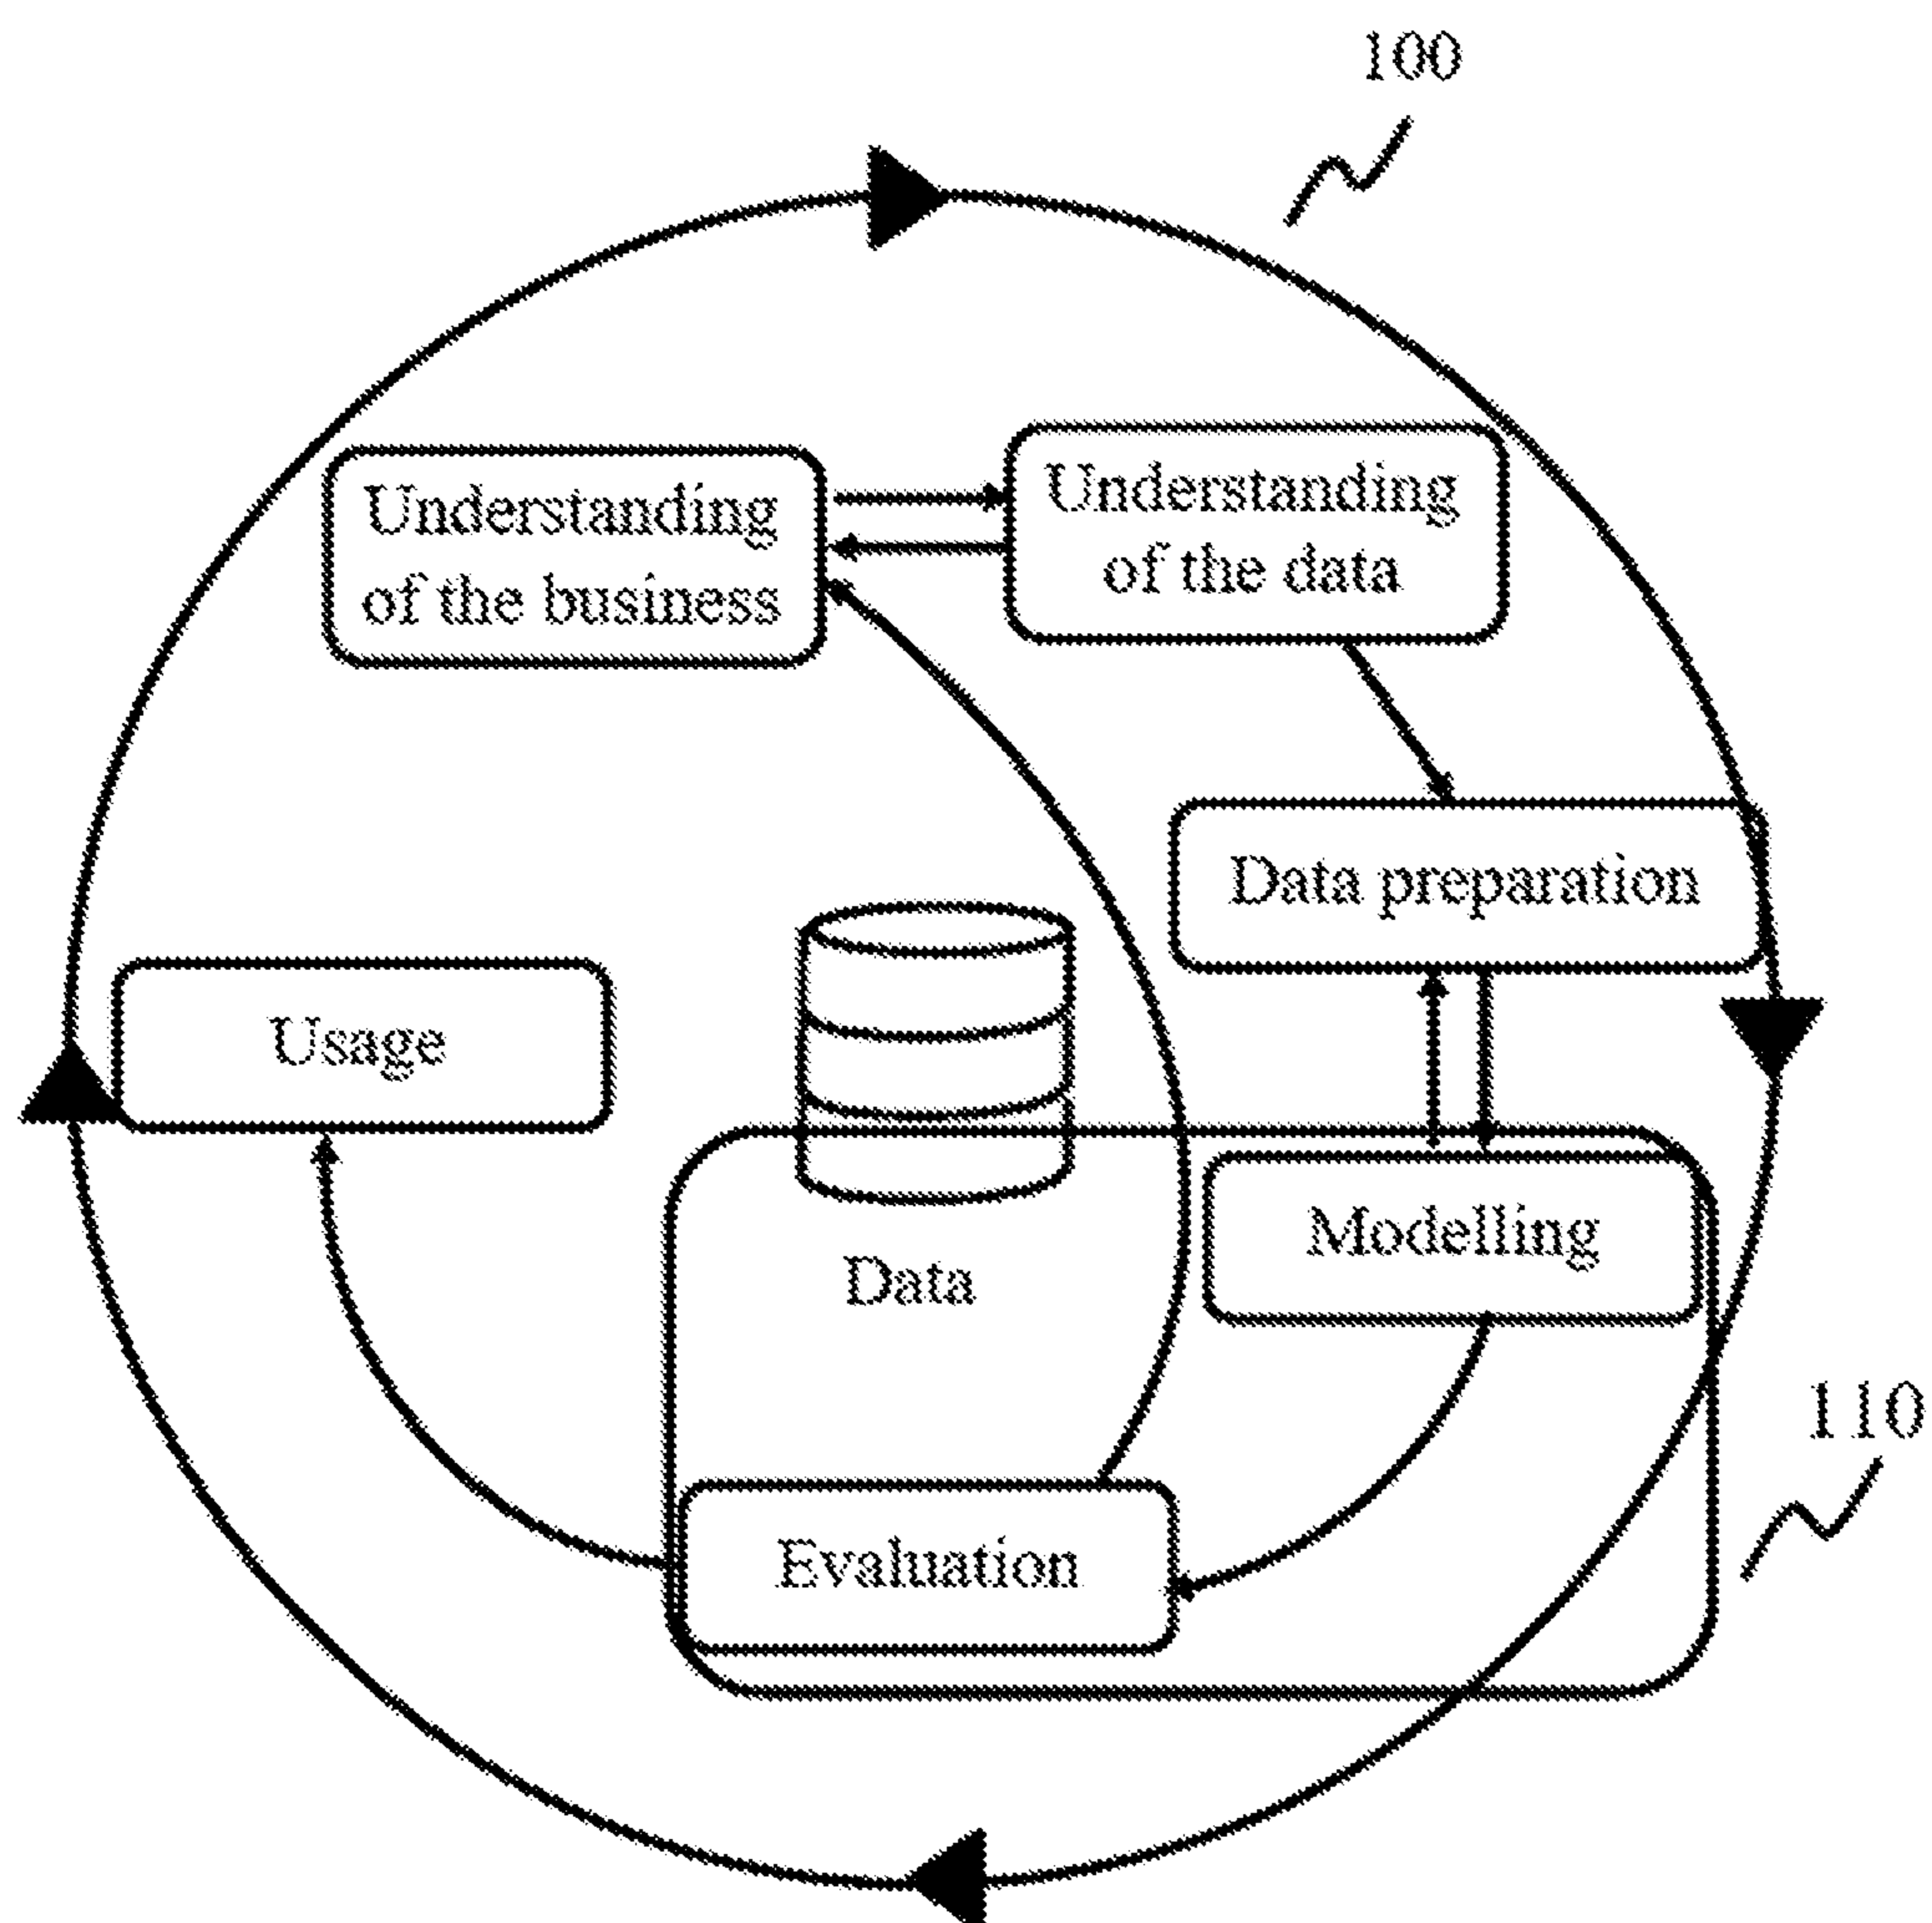 100
Understanding
of the business
Understanding
of the data
Data preparation
Usage
Modelling
Data
110
Evaluation